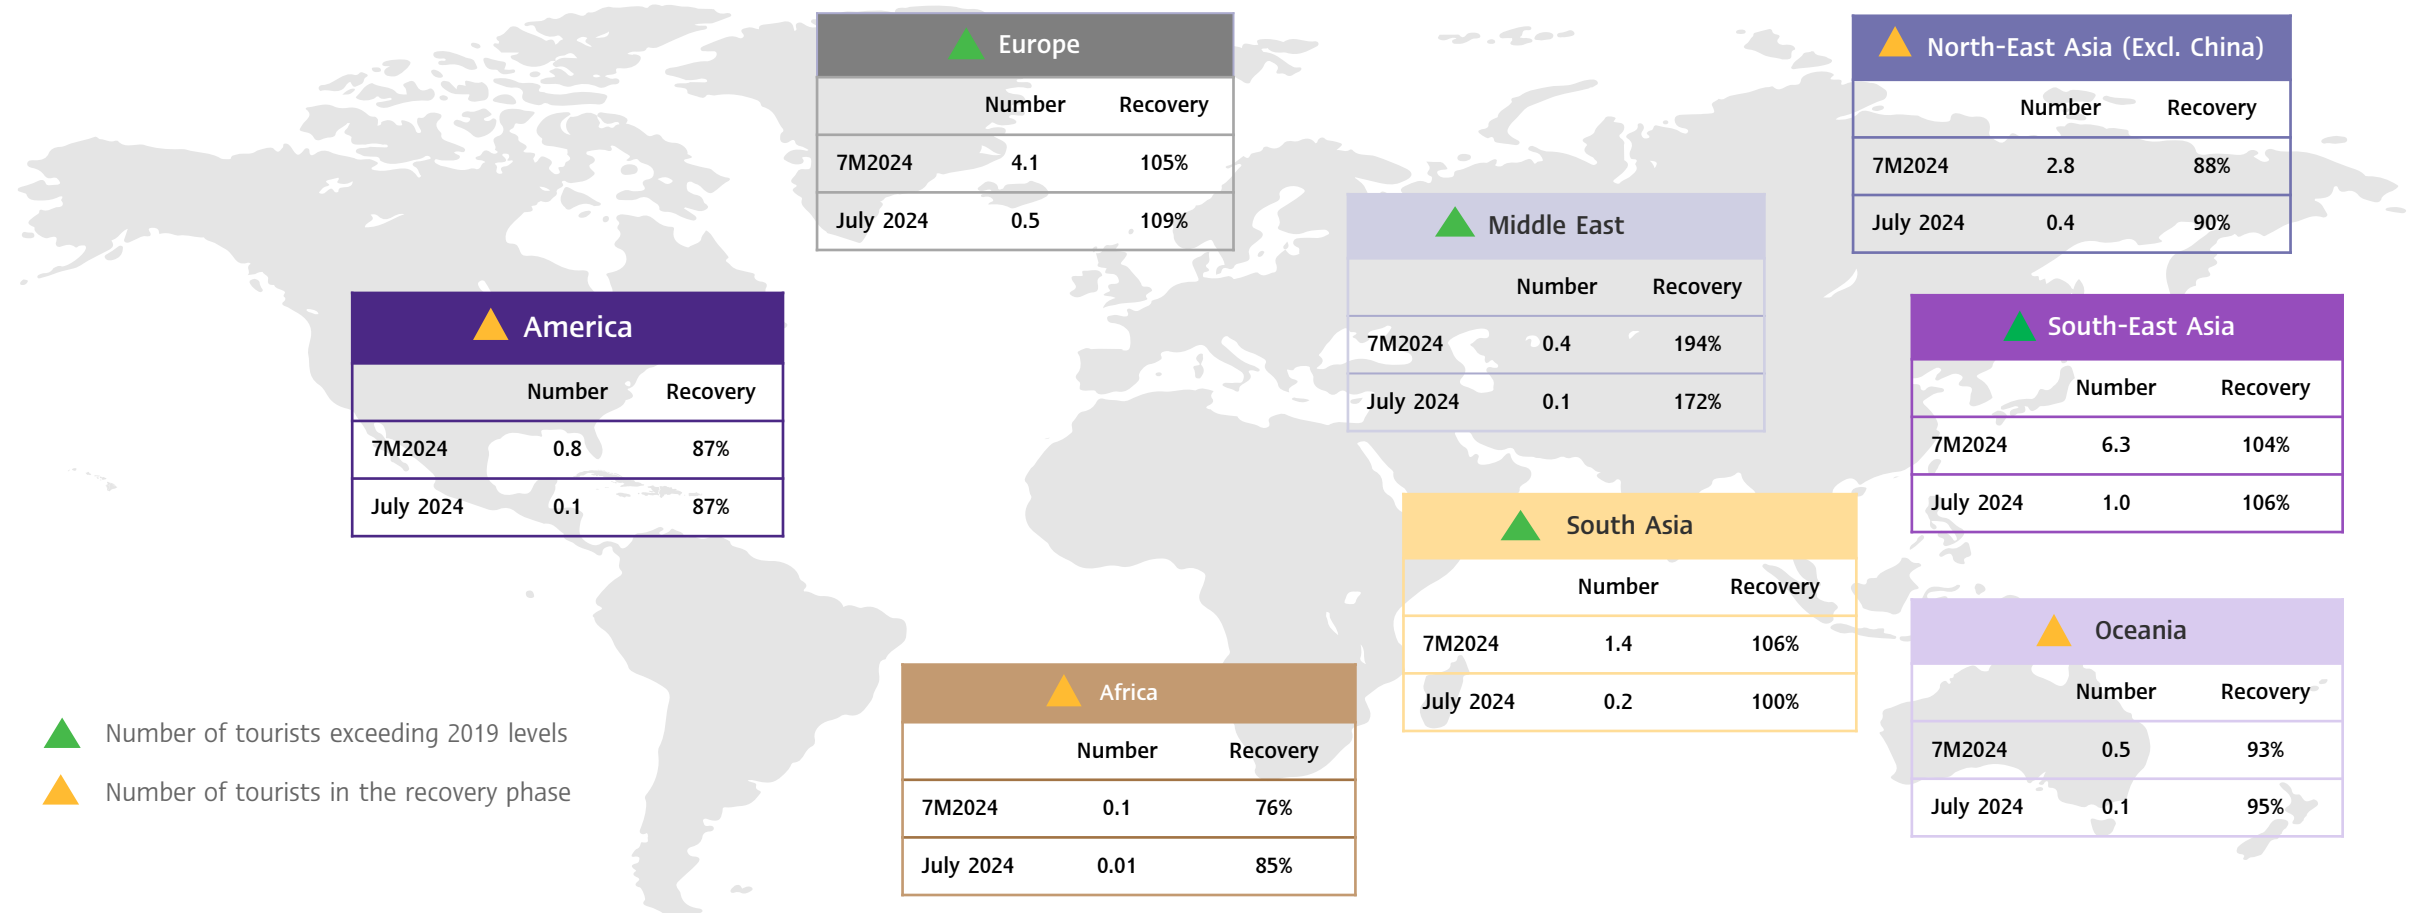 Europe
Number Recovery
7M2024 4.1 105%
July 2024 0.5 109%
North-East Asia (Excl. China)
Number Recovery
7M2024 2.8 88%
July 2024 0.4 90%
Middle East
Number Recovery
7M2024 0.4 194%
July 2024 0.1 172%
America
Number Recovery
7M2024 0.8 87%
July 2024 0.1 87%
South-East Asia
Number Recovery
7M2024 6.3 104%
July 2024 1.0 106%
South Asia
Number Recovery
7M2024 1.4 106%
July 2024 0.2 100%
Oceania
Number Recovery
7M2024 0.5 93%
July 2024 0.1 95%
Africa
Number Recovery
7M2024 0.1 76%
July 2024 0.01 85%
Number of tourists exceeding 2019 levels
Number of tourists in the recovery phase